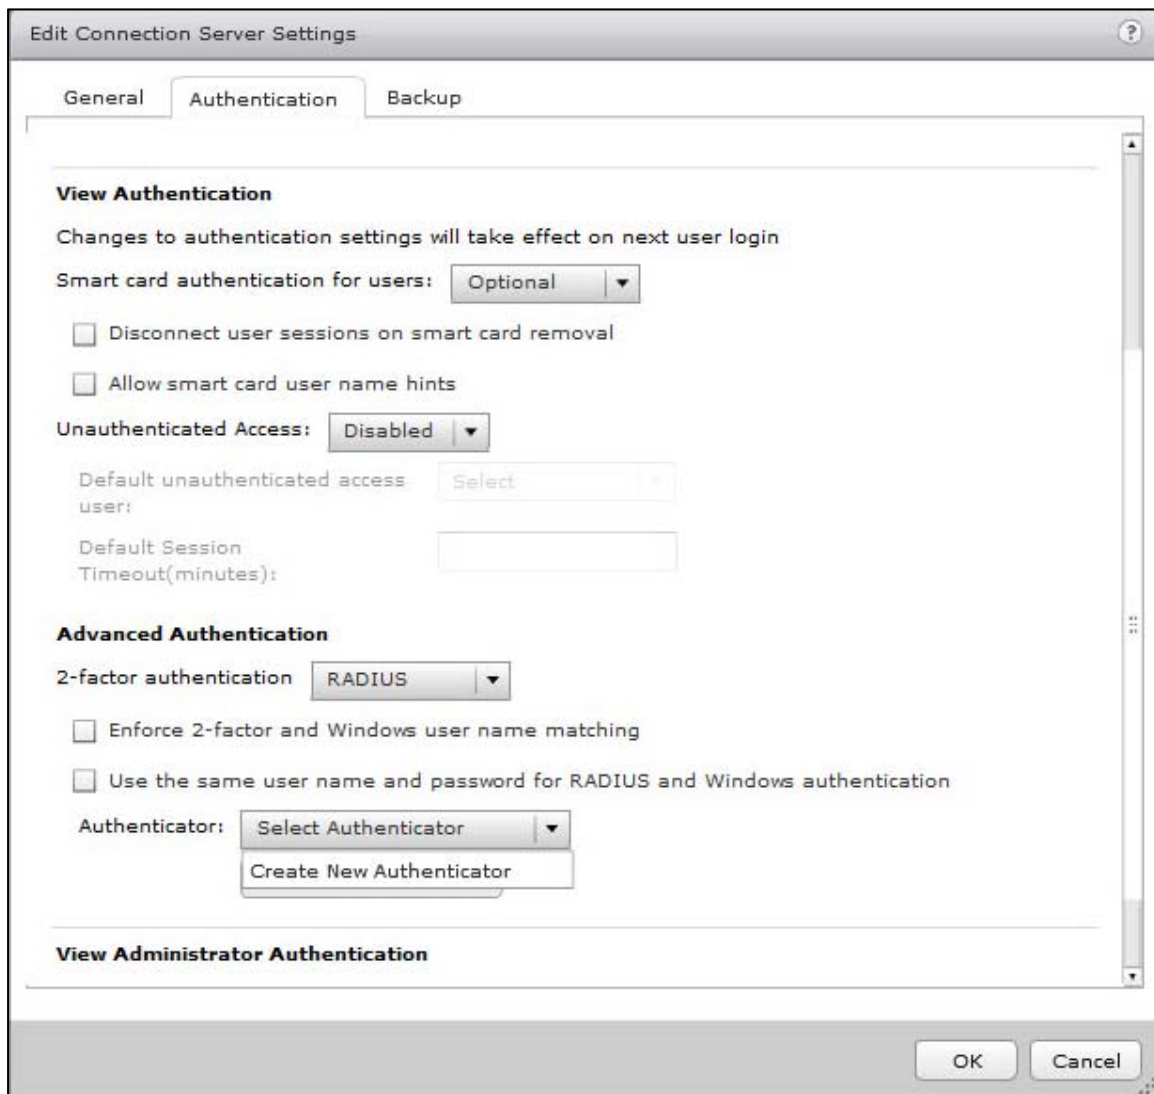 Edit Connection Server Settings
?
General
Authentication
Backup
View Authentication
Changes to authentication settings will take effect on next user login
Smart card authentication for users: Optional
Disconnect user sessions on smart card removal
Allow smart card user name hints
Unauthenticated Access: Disabled
Default unauthenticated access
user:
Select
Default Session
Timeout(minutes):
Advanced Authentication
2-factor authentication RADIUS
Enforce 2-factor and Windows user name matching
Use the same user name and password for RADIUS and Windows authentication
Authenticator: Select Authenticator
Create New Authenticator
View Administrator Authentication
OK
Cancel